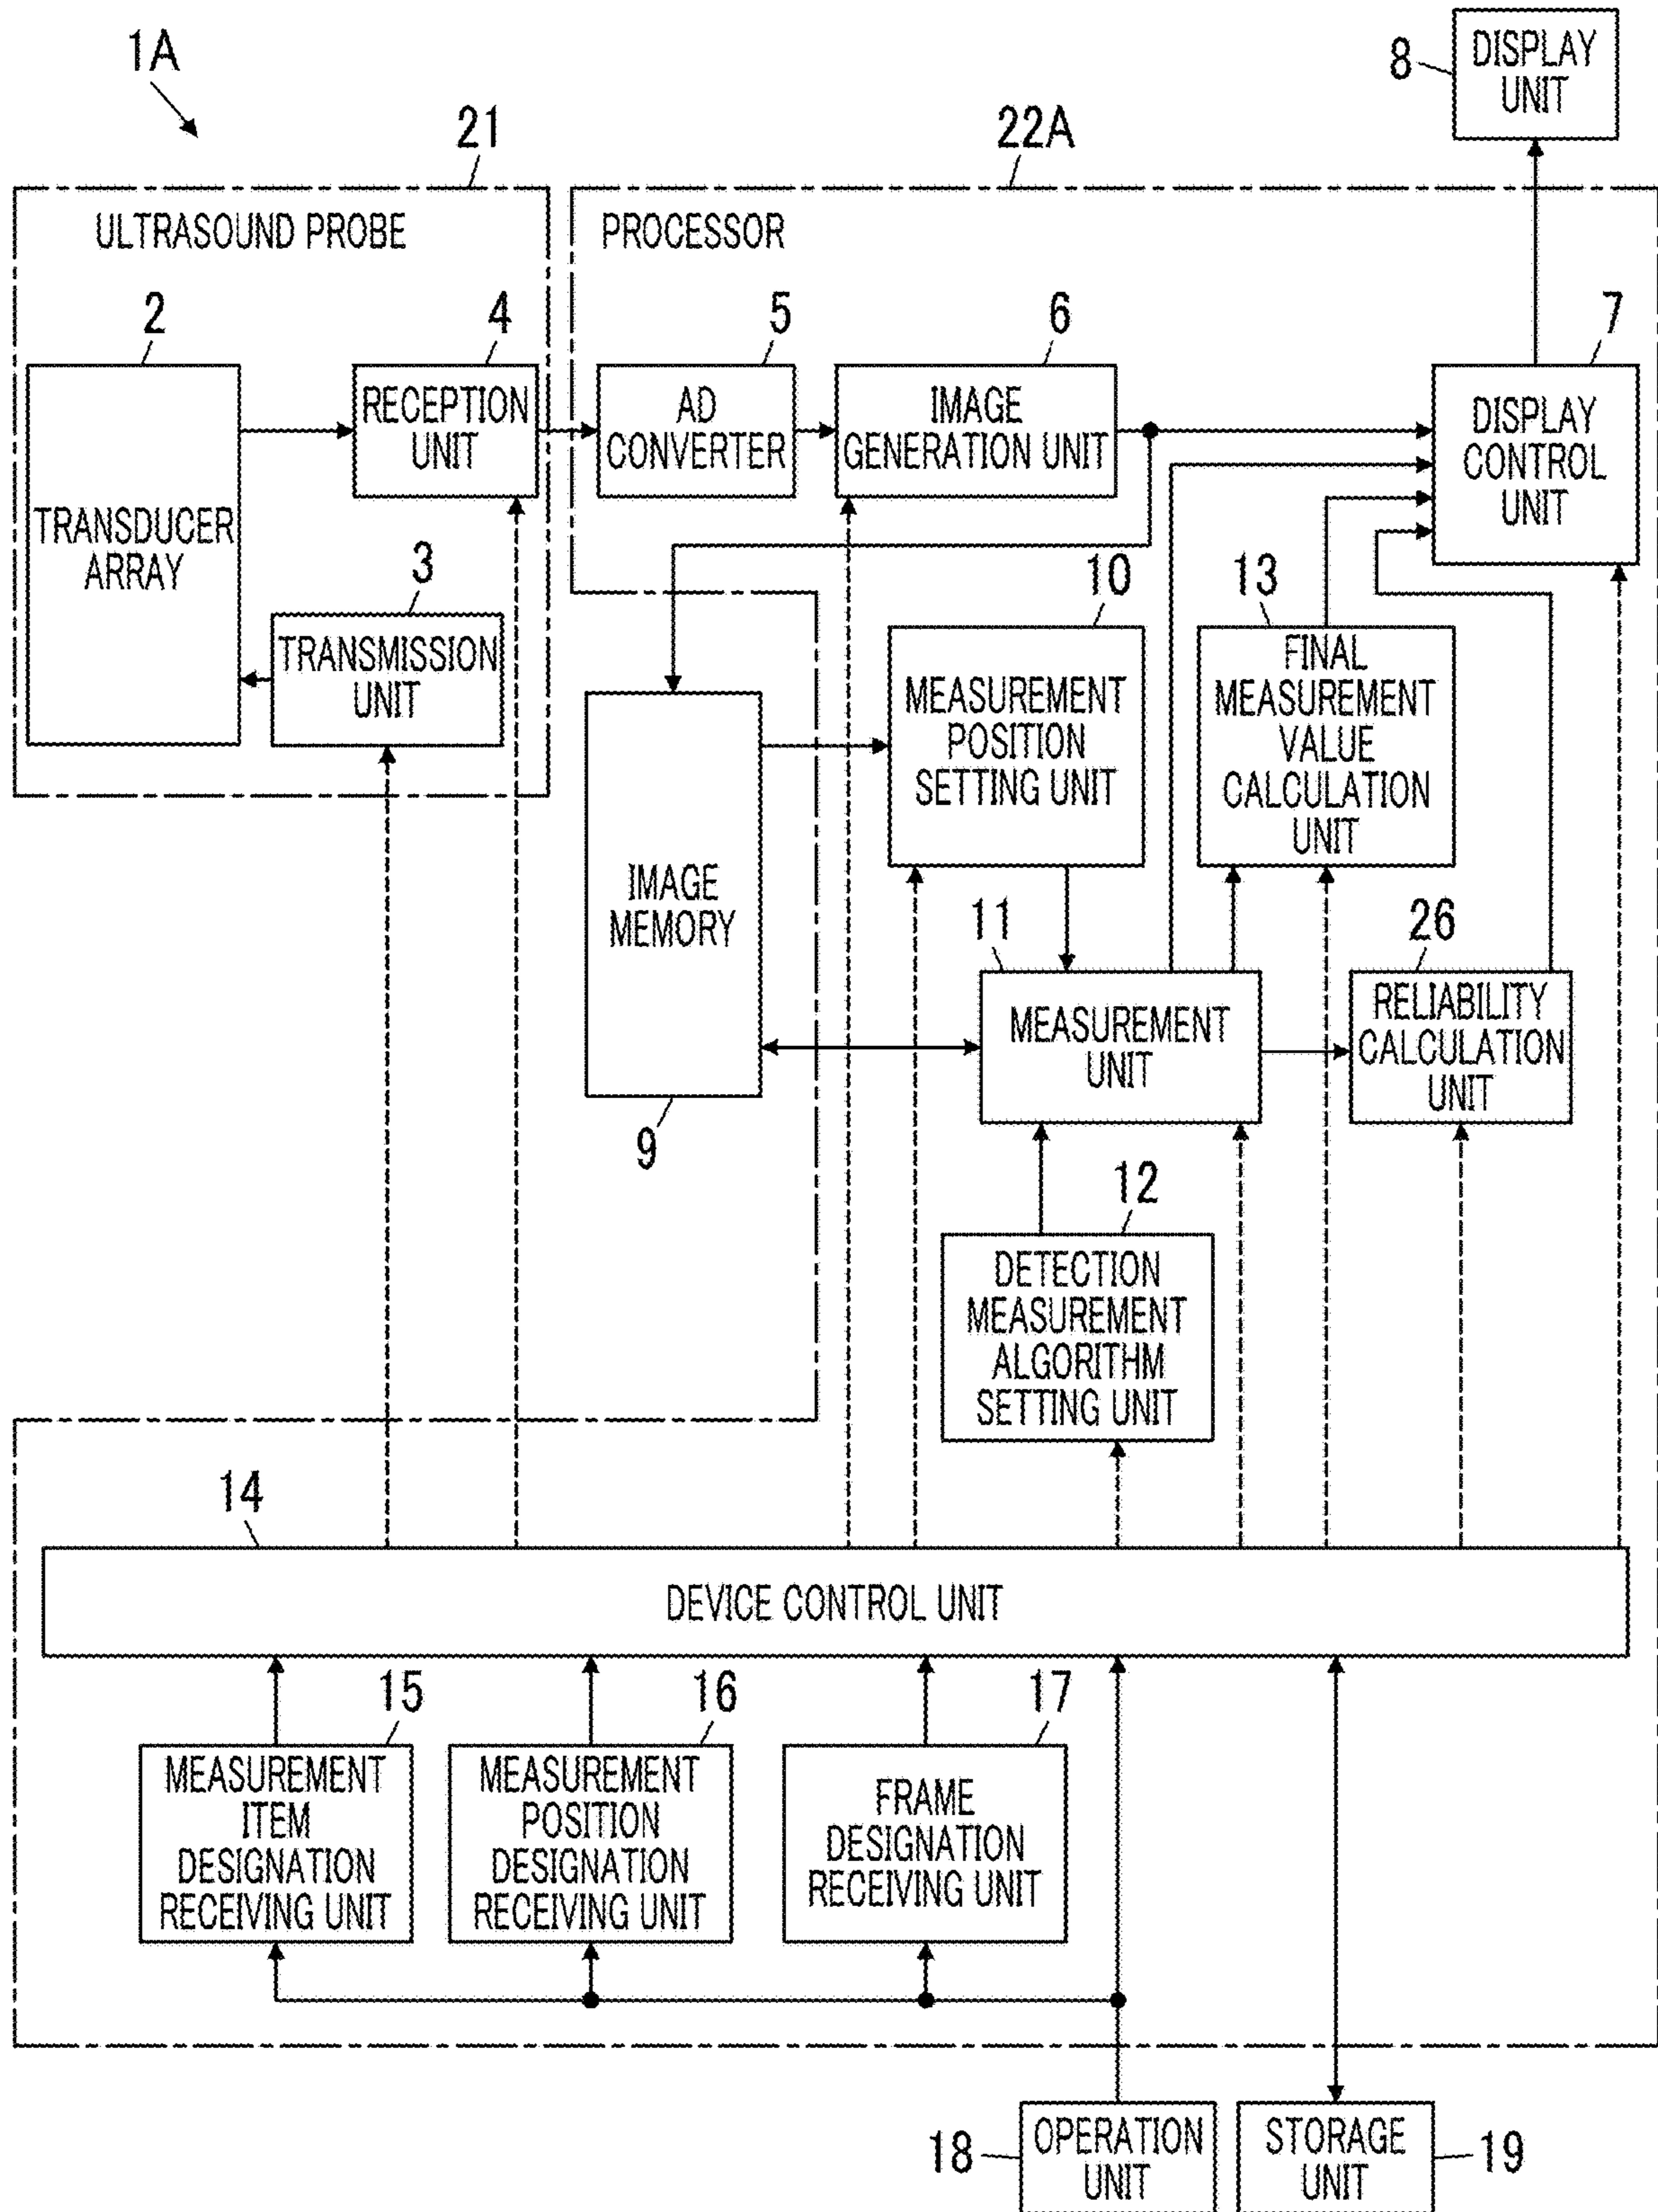 1A
8
DISPLAY
UNIT
21
22A
ULTRASOUND PROBE
PROCESSOR
2
4
5
6
7
TRANSDUCER
ARRAY
RECEPTION
UNIT
AD
CONVERTER
IMAGE
GENERATION UNIT
DISPLAY
CONTROL
UNIT
3
TRANSMISSION
UNIT
10
MEASUREMENT
POSITION
SETTING UNIT
13
FINAL
MEASUREMENT
VALUE
CALCULATION
UNIT
IMAGE
MEMORY
9
11
MEASUREMENT
UNIT
26
RELIABILITY
CALCULATION
UNIT
12
DETECTION
MEASUREMENT
ALGORITHM
SETTING UNIT
14
DEVICE CONTROL UNIT
15
MEASUREMENT
ITEM
DESIGNATION
RECEIVING UNIT
16
MEASUREMENT
POSITION
DESIGNATION
RECEIVING UNIT
17
FRAME
DESIGNATION
RECEIVING UNIT
18
OPERATION
UNIT
STORAGE
UNIT
19